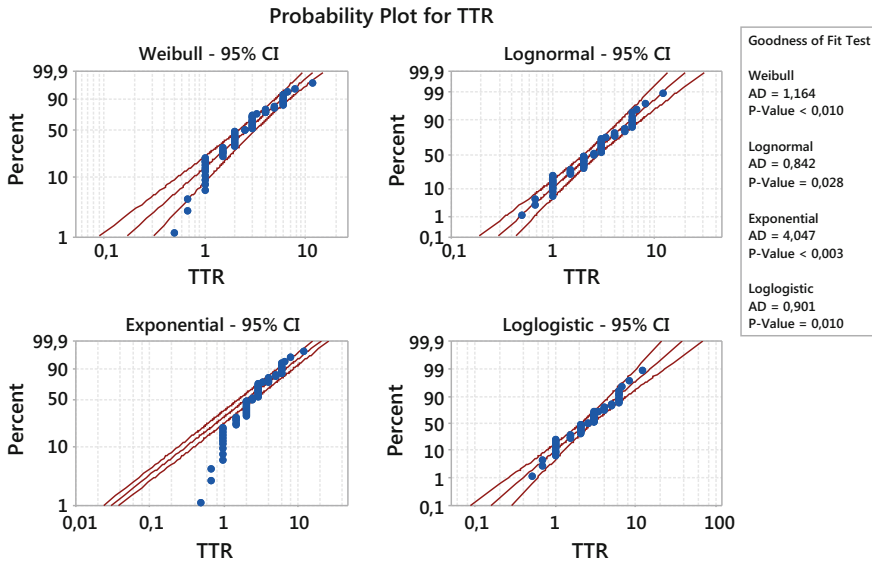 Probability Plot for TTR
Weibull - 95% CI
99,9
90
50
10
1
Percent
0,1
1
10
TTR
Lognormal - 95% CI
99,9
99
90
50
10
1
0,1
Percent
0,1
1
10
TTR
Goodness of Fit Test
Weibull
AD = 1,164
P-Value < 0,010
Lognormal
AD = 0,842
P-Value = 0,028
Exponential
AD = 4,047
P-Value < 0,003
Loglogistic
AD = 0,901
P-Value = 0,010
Exponential - 95% CI
99,9
90
50
10
1
Percent
0,01
0,1
1
10
TTR
Loglogistic - 95% CI
99,9
99
90
50
10
1
0,1
Percent
0,1
1
10
100
TTR